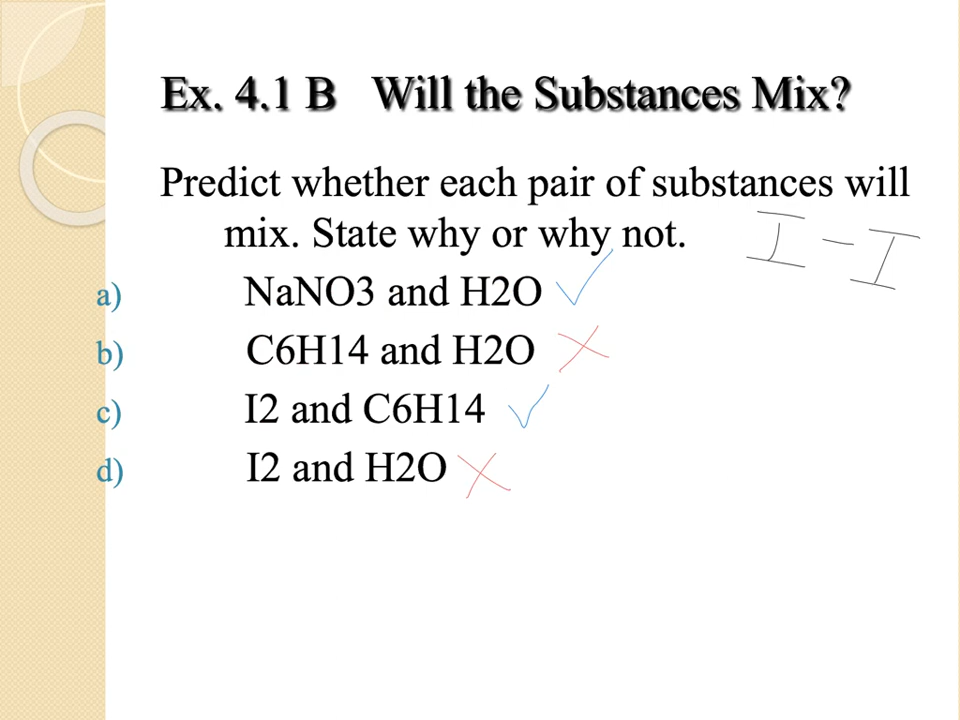 Ex. 4.1 B Will the Substances Mix?
Predict whether each pair of substances will
mix. State why or why not.
I - I
a) NaNO3 and H2O
b) C6H14 and H2O
c) I2 and C6H14
d) I2 and H2O